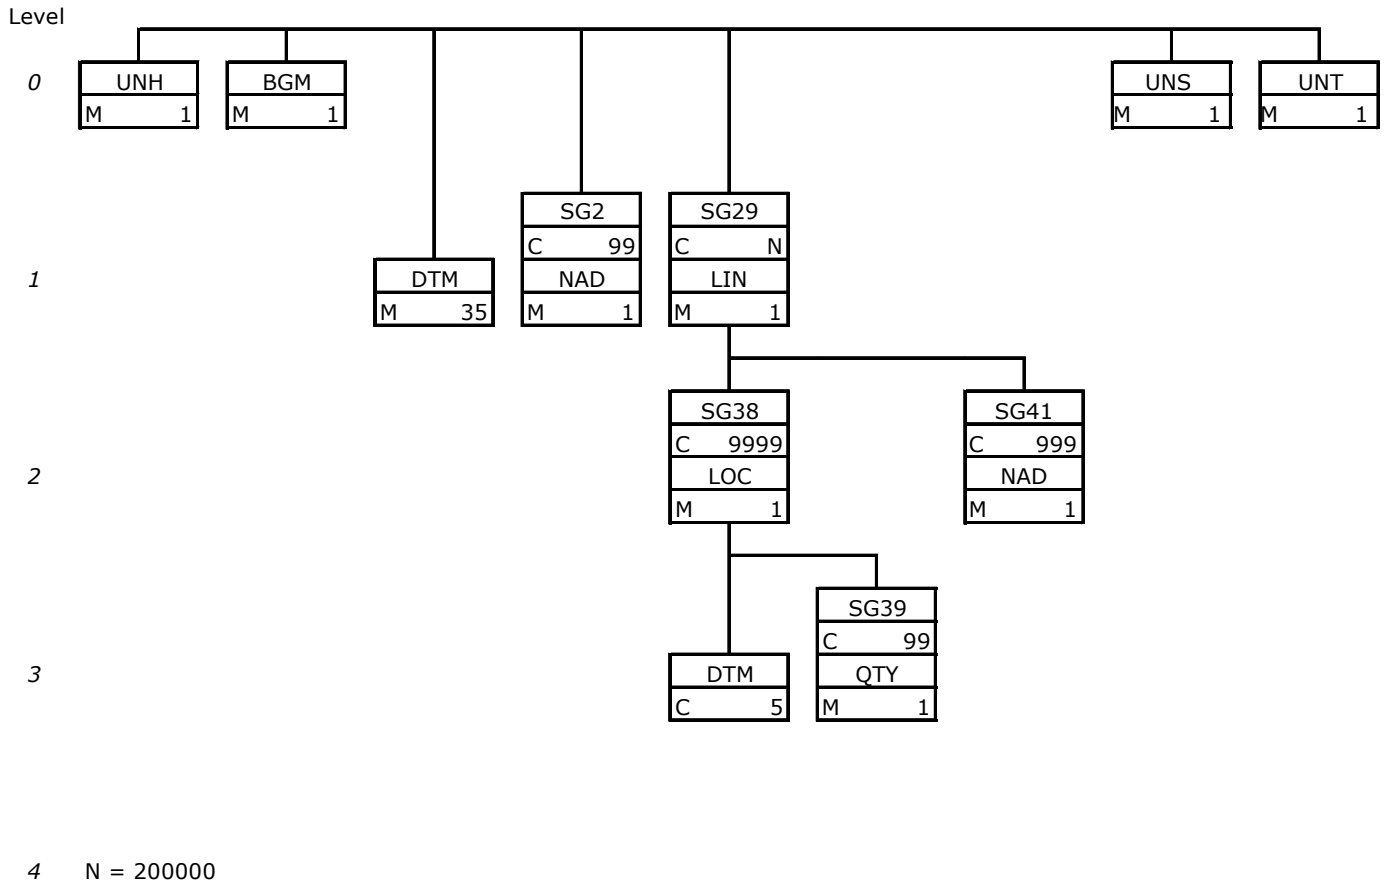 Level
0 UNH BGM UNS UNT
M 1 M 1 M 1 M 1
SG2 SG29
C 99 C N
1 DTM NAD LIN
M 35 M 1 M 1
SG38 SG41
C 9999 C 999
2 LOC NAD
M 1 M 1
SG39
C 99
3 DTM QTY
C 5 M 1
4 N = 200000